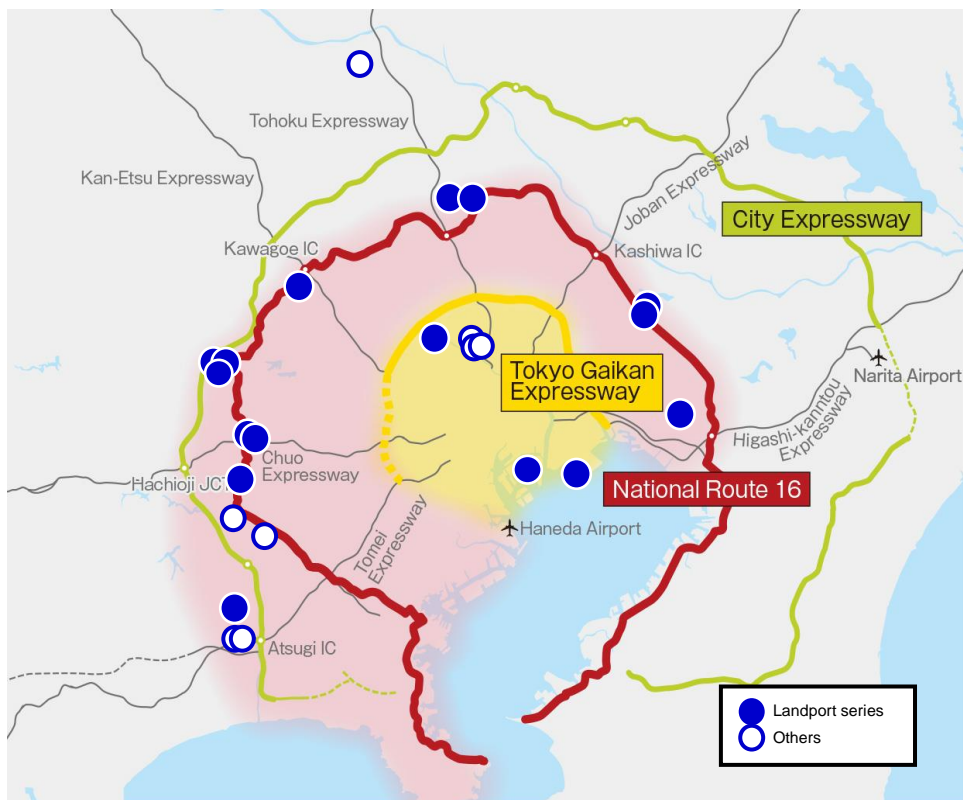 Tohoku Expressway
Kan-Etsu Expressway
Joban Expressway
City Expressway
Kawagoe IC
Kashiwa IC
Tokyo Gaikan
Expressway
Narita Airport
Higashi-kanntou
Expressway
Chuo
Expressway
Hachioji JCT
National Route 16
Haneda Airport
Tomei
Expressway
Atsugi IC
Landport series
Others